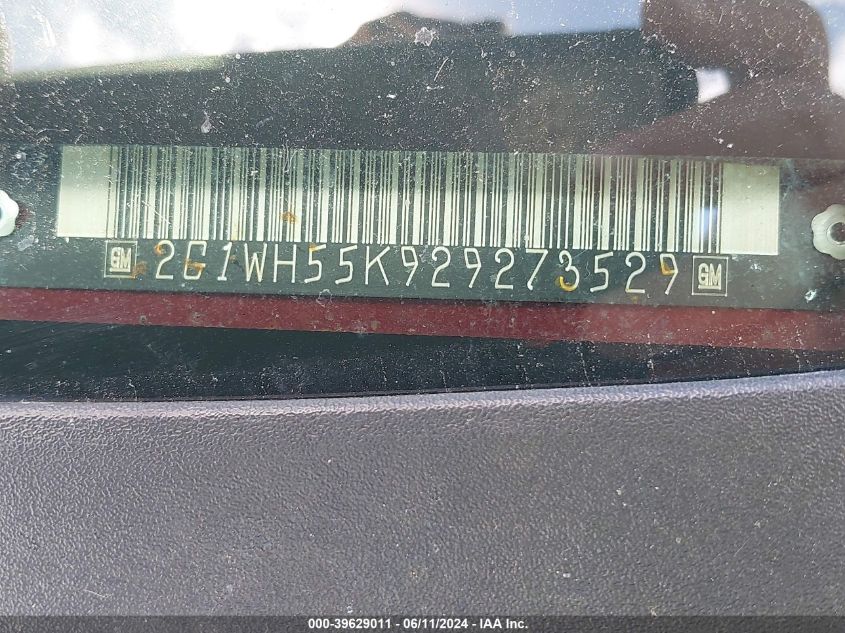 GM 2G1WH55K929273529 GM
000-39629011 - 06/11/2024 - IAA Inc.